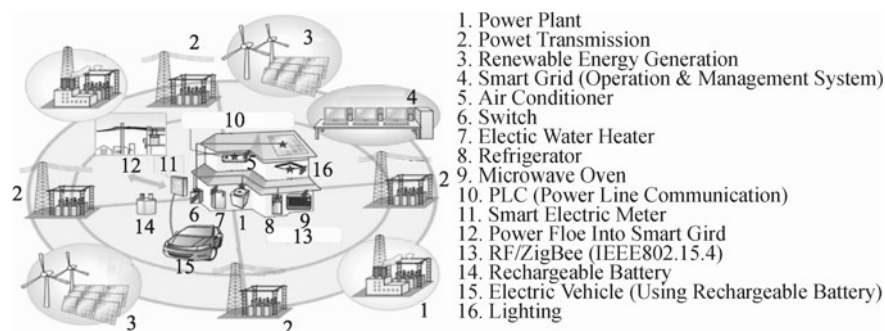 2
3
4
10
5
16
12
11
2
2
14
6
7
1
8
9
13
15
3
2
1
1. Power Plant
2. Powet Transmission
3. Renewable Energy Generation
4. Smart Grid (Operation & Management System)
5. Air Conditioner
6. Switch
7. Electic Water Heater
8. Refrigerator
9. Microwave Oven
10. PLC (Power Line Communication)
11. Smart Electric Meter
12. Power Floe Into Smart Gird
13. RF/ZigBee (IEEE802.15.4)
14. Rechargeable Battery
15. Electric Vehicle (Using Rechargeable Battery)
16. Lighting